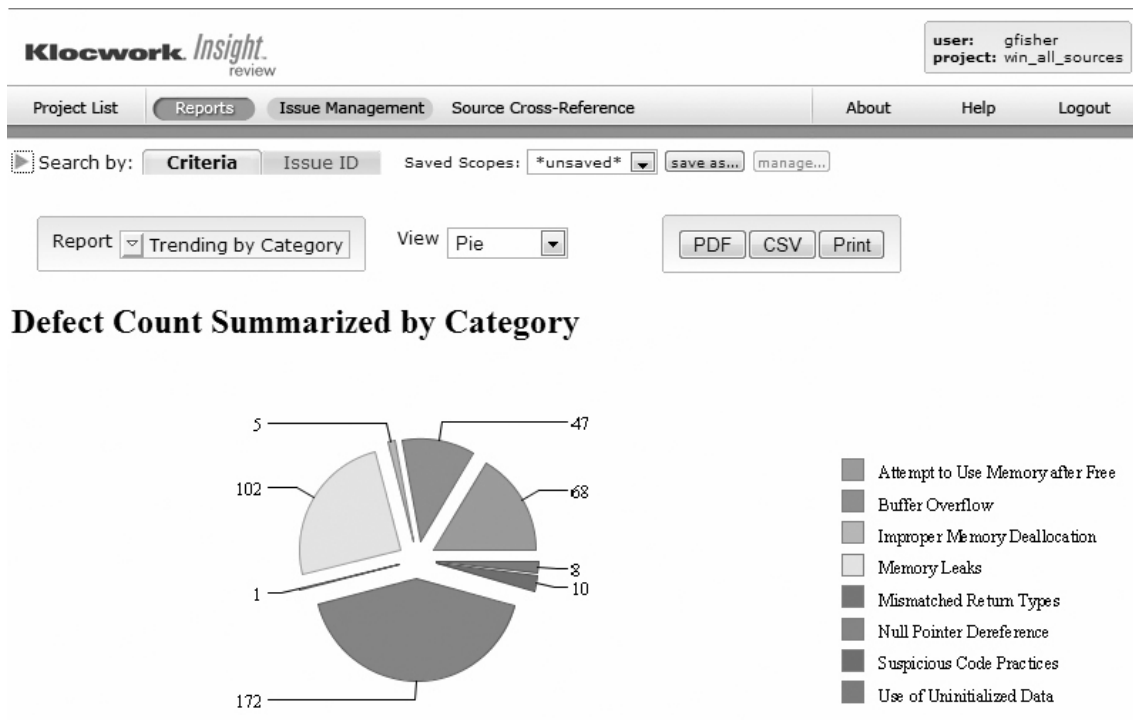 Klocwork Insight
review
user: gfisher
project: win_all_sources
Project List Reports Issue Management Source Cross-Reference About Help Logout
Search by: Criteria Issue ID Saved Scopes: *unsaved* save as... manage...
Report Trending by Category View Pie PDF CSV Print
Defect Count Summarized by Category
5
47
102
68
8
10
1
172
Attempt to Use Memory after Free
Buffer Overflow
Improper Memory Deallocation
Memory Leaks
Mismatched Return Types
Null Pointer Dereference
Suspicious Code Practices
Use of Uninitialized Data